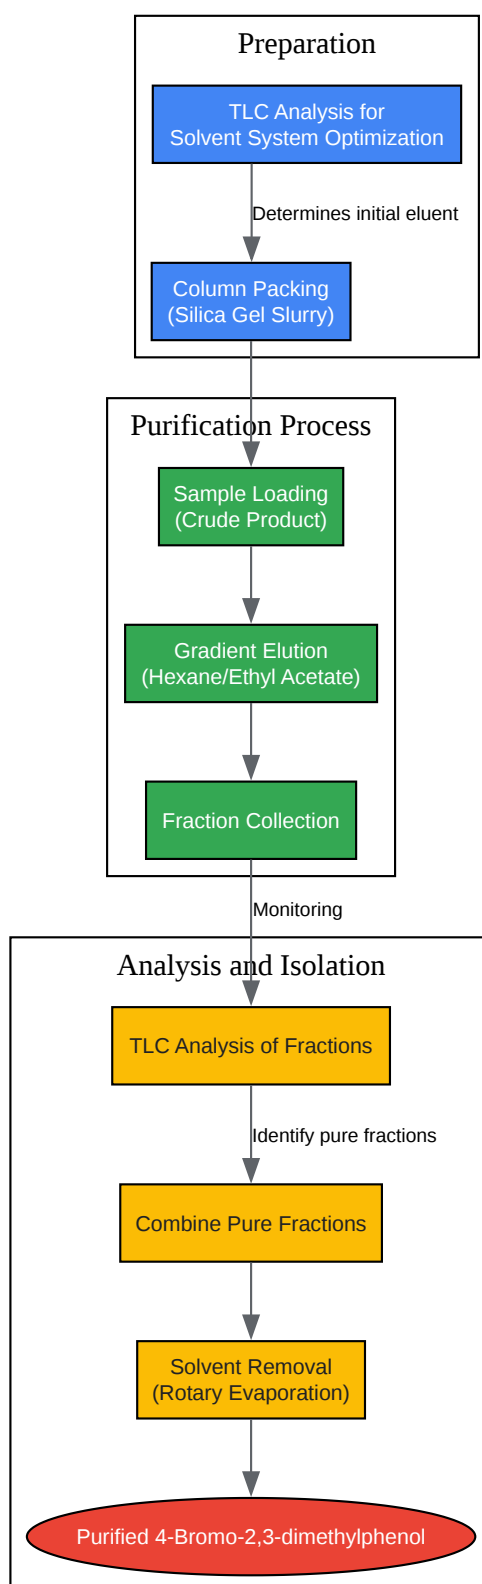 Preparation
TLC Analysis for
Solvent System Optimization
Determines initial eluent
Column Packing
(Silica Gel Slurry)
Purification Process
Sample Loading
(Crude Product)
Gradient Elution
(Hexane/Ethyl Acetate)
Fraction Collection
Monitoring
Analysis and Isolation
TLC Analysis of Fractions
Identify pure fractions
Combine Pure Fractions
Solvent Removal
(Rotary Evaporation)
Purified 4-Bromo-2,3-dimethylphenol